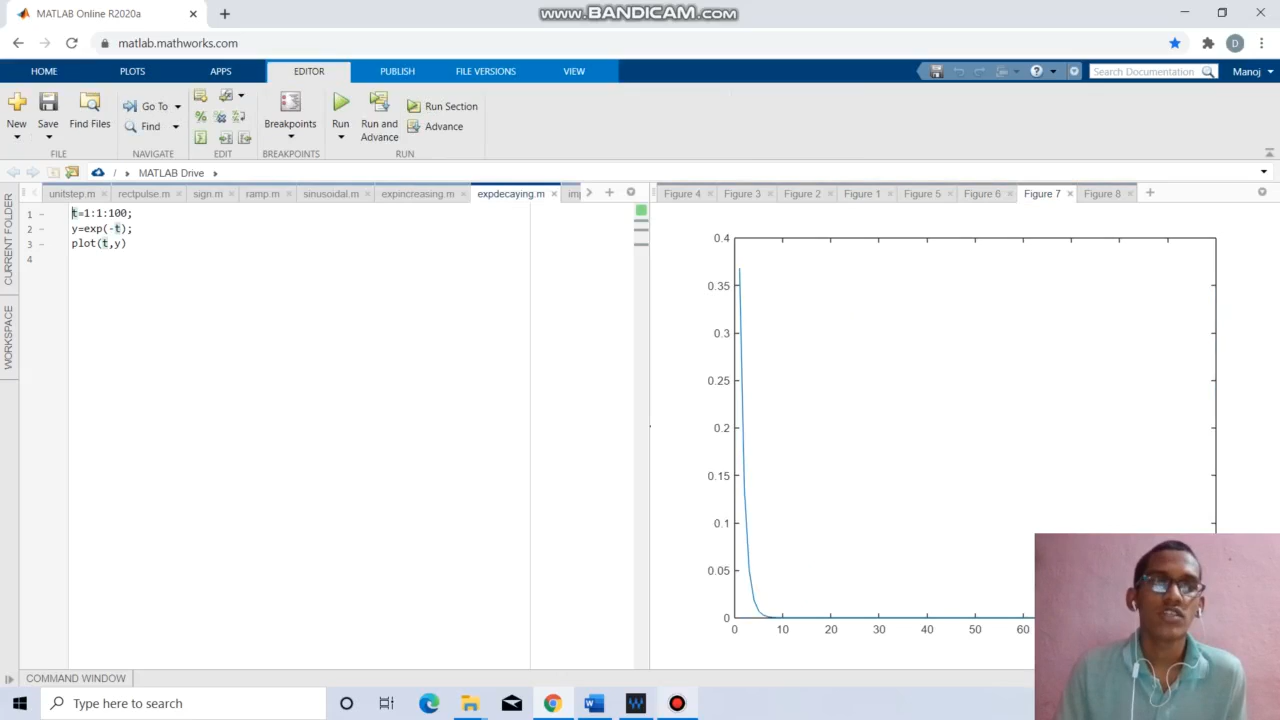 MATLAB Online R2020a
www.BANDICAM.com
matlab.mathworks.com
D
HOME
PLOTS
APPS
EDITOR
PUBLISH
FILE VERSIONS
VIEW
Search Documentation
Manoj
New
Save
Find Files
Go To
Find
Breakpoints
Run
Run and
Advance
Run Section
Advance
FILE
NAVIGATE
EDIT
BREAKPOINTS
RUN
/ MATLAB Drive
CURRENT FOLDER
WORKSPACE
unitstep.m
rectpulse.m
sign.m
ramp.m
sinusoidal.m
expincreasing.m
expdecaying.m
Figure 4
Figure 3
Figure 2
Figure 1
Figure 5
Figure 6
Figure 7
Figure 8
1 - t=1:1:100;
2 - y=exp(-t);
3 - plot(t,y)
4
0.4
0.35
0.3
0.25
0.2
0.15
0.1
0.05
0
0 10 20 30 40 50 60
COMMAND WINDOW
Type here to search